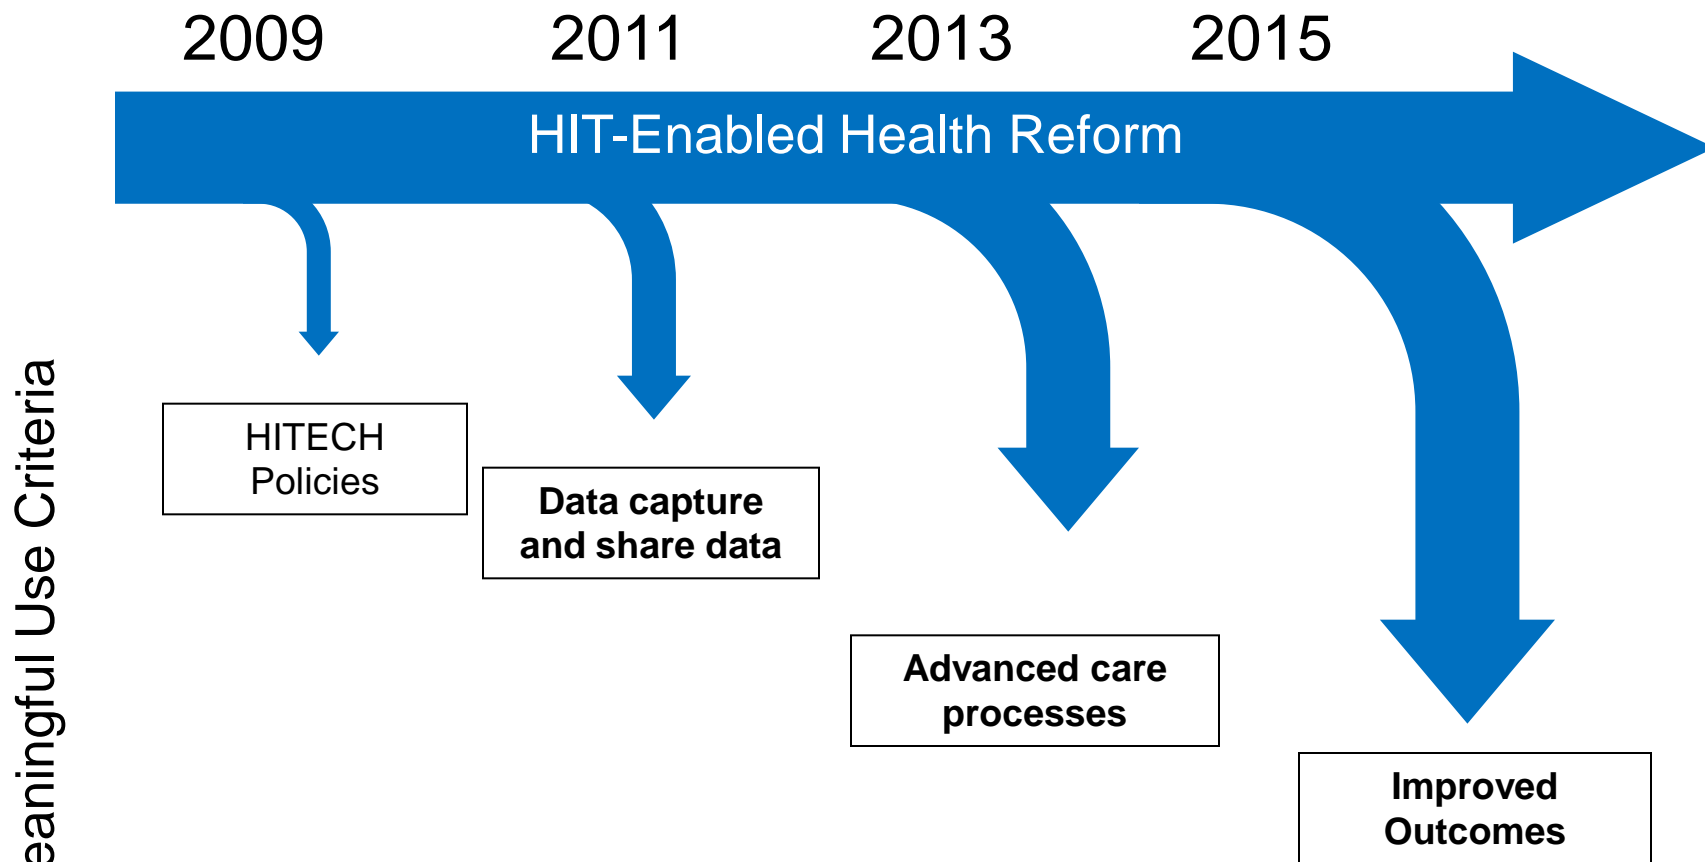 2009 2011 2013 2015
HIT-Enabled Health Reform
HITECH
Policies
Data capture
and share data
Advanced care
processes
Improved
Outcomes
eaningful Use Criteria